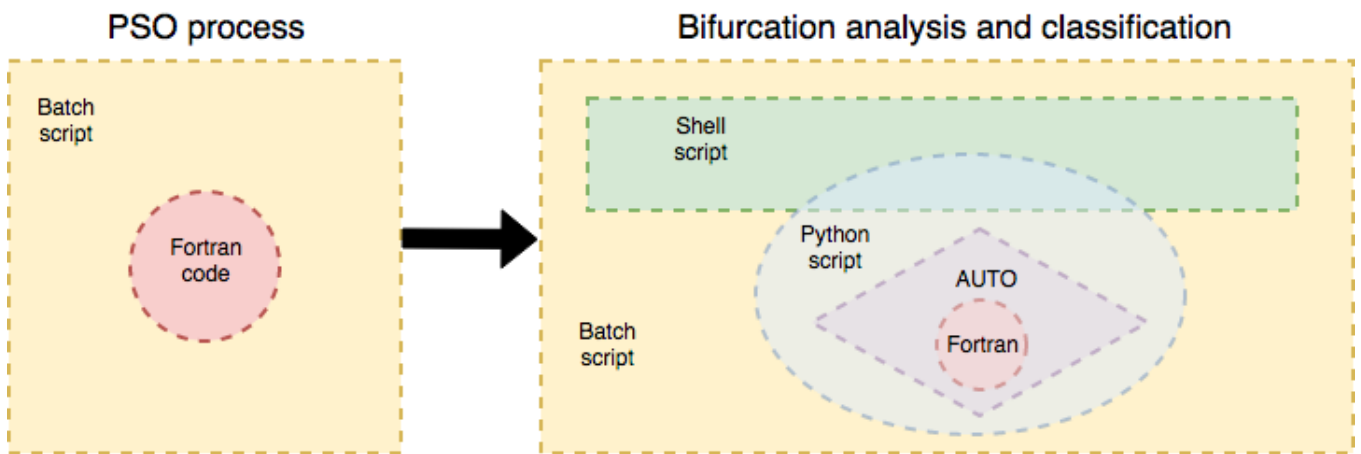 PSO process
Batch
script
Fortran
code
Bifurcation analysis and classification
Shell
script
Python
script
AUTO
Fortran
Batch
script